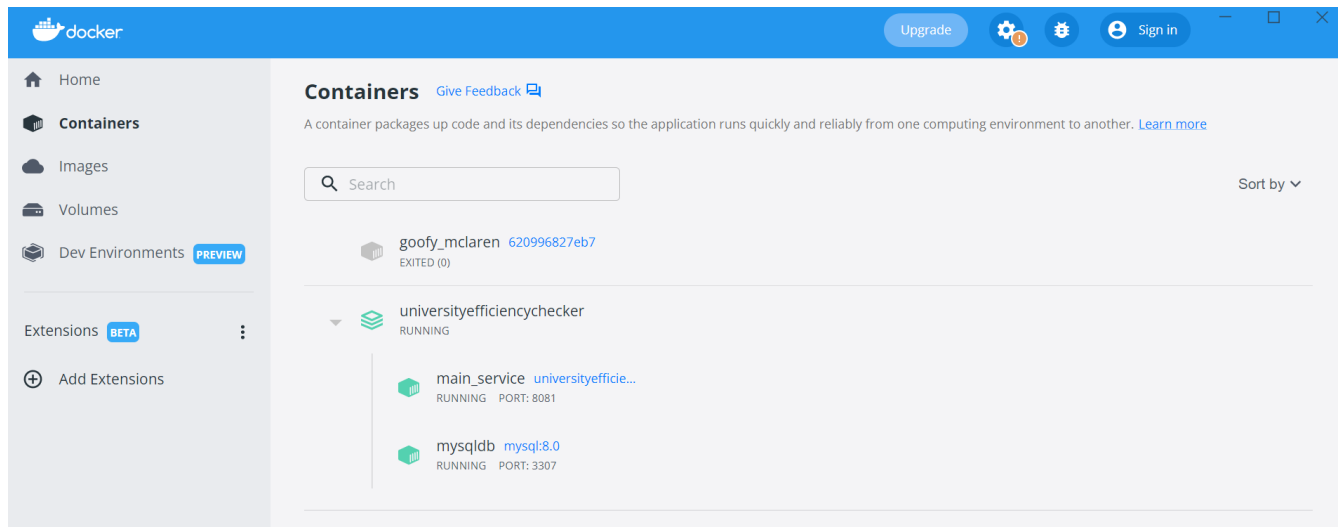 docker
Upgrade
!
Sign in
Home
Containers
Images
Volumes
Dev Environments PREVIEW
Extensions BETA
Add Extensions
Containers Give Feedback
A container packages up code and its dependencies so the application runs quickly and reliably from one computing environment to another. Learn more
Search
Sort by
goofy_mclaren 620996827eb7
EXITED (0)
universityefficiencychecker
RUNNING
main_service universityefficie...
RUNNING PORT: 8081
mysqldb mysql:8.0
RUNNING PORT: 3307